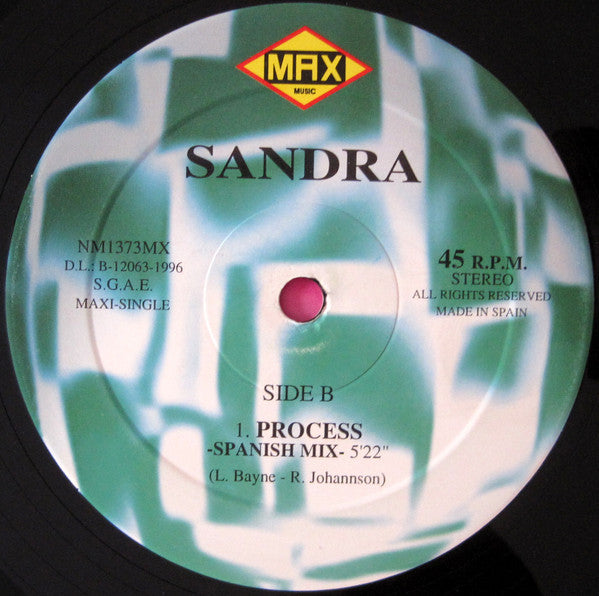 MAX
MUSIC
SANDRA
NM1373MX
D.L.: B-12063-1996
S.G.A.E.
MAXI-SINGLE
45 R.P.M.
STEREO
ALL RIGHTS RESERVED
MADE IN SPAIN
SIDE B
1. PROCESS
-SPANISH MIX- 5'22"
(L. Bayne - R. Johannson)